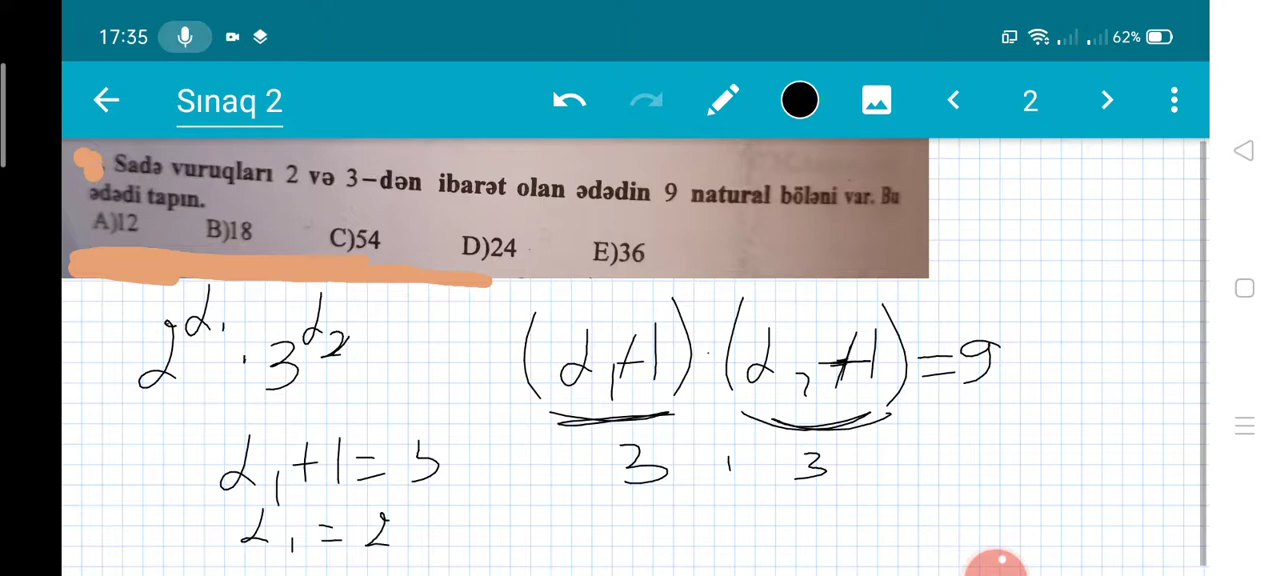 17:35 62%
Sınaq 2 2
Sadə vuruqları 2 və 3-dən ibarət olan ədədin 9 natural böləni var. Bu
ədədi tapın.
A)12 B)18 C)54 D)24 E)36
2^α₁ · 3^α₂ (α₁+1) · (α₂+1) = 9
α₁+1=3 3 · 3
α₁ = 2